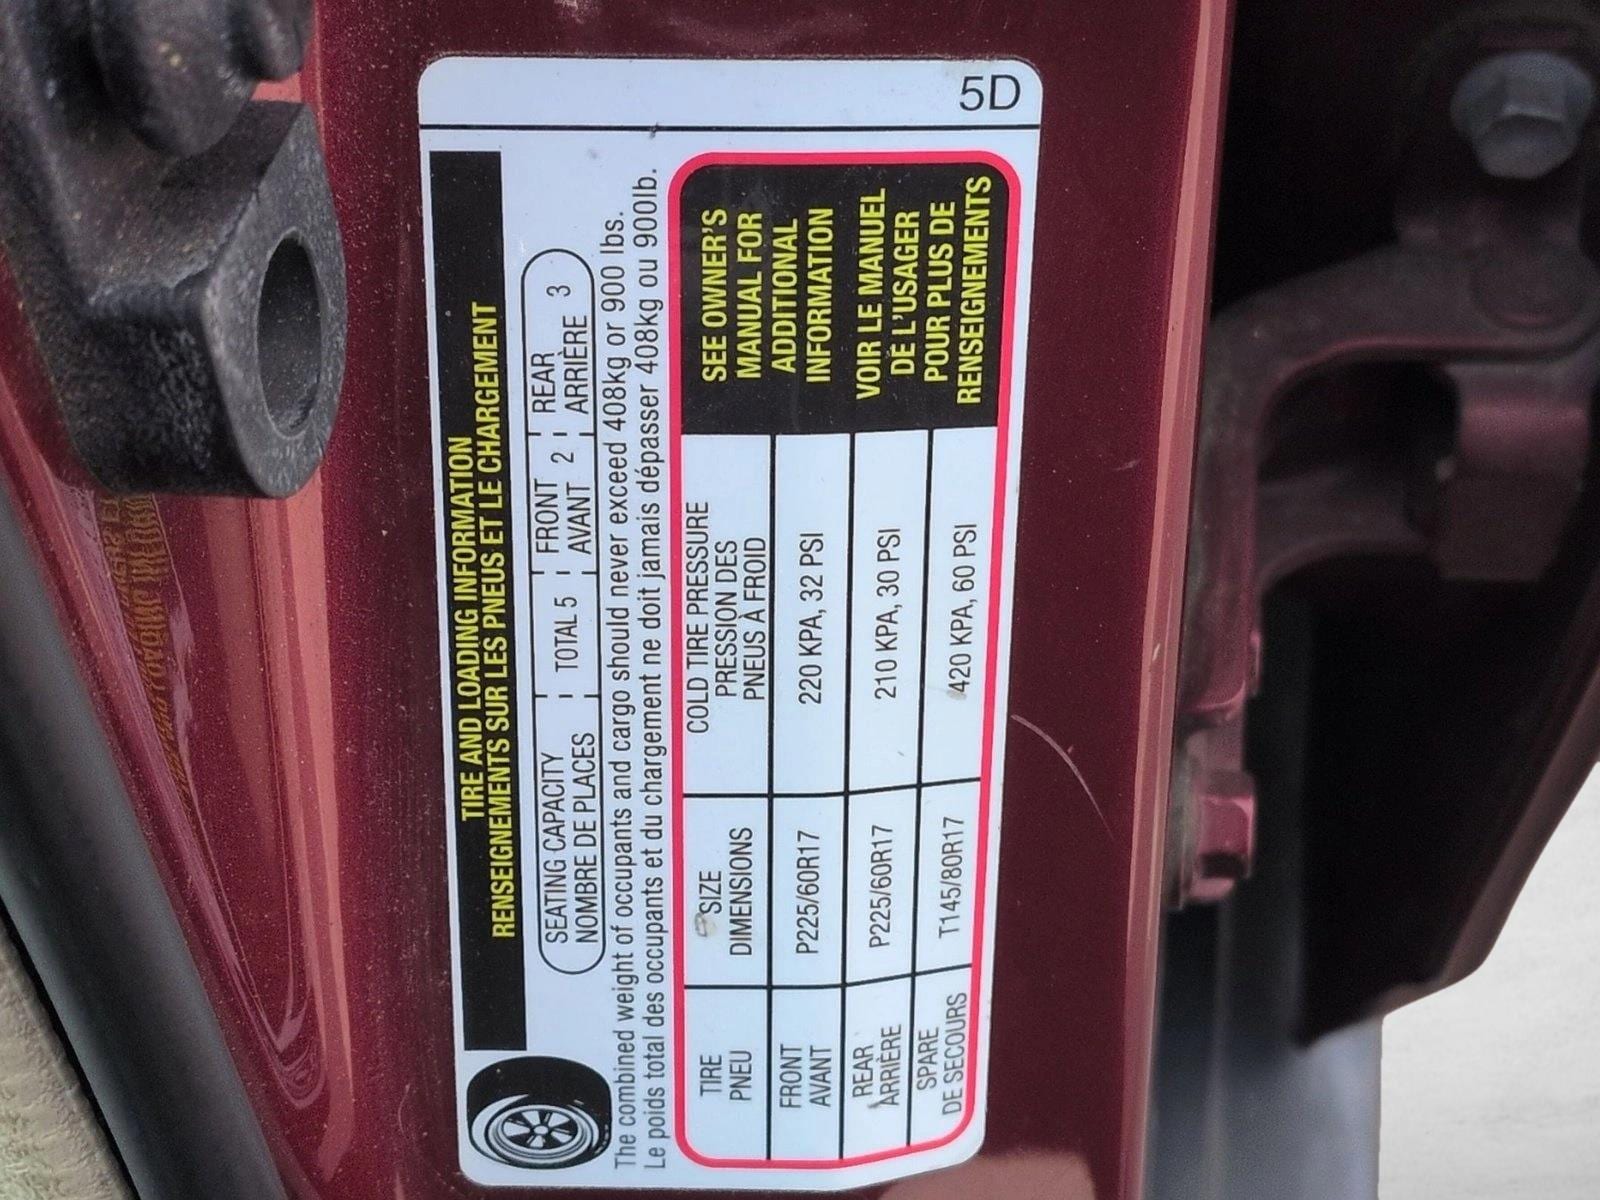 5D
TIRE AND LOADING INFORMATION
RENSEIGNEMENTS SUR LES PNEUS ET LE CHARGEMENT
SEATING CAPACITY
NOMBRE DE PLACES
TOTAL 5
FRONT
AVANT 2
REAR
ARRIÈRE 3
The combined weight of occupants and cargo should never exceed 408kg or 900 lbs.
Le poids total des occupants et du chargement ne doit jamais dépasser 408kg ou 900lb.
TIRE
PNEU
SIZE
DIMENSIONS
COLD TIRE PRESSURE
PRESSION DES
PNEUS À FROID
FRONT
AVANT
P225/60R17
220 KPA, 32 PSI
REAR
ARRIÈRE
P225/60R17
210 KPA, 30 PSI
SPARE
DE SECOURS
T145/80R17
420 KPA, 60 PSI
SEE OWNER'S
MANUAL FOR
ADDITIONAL
INFORMATION
VOIR LE MANUEL
DE L'USAGER
POUR PLUS DE
RENSEIGNEMENTS